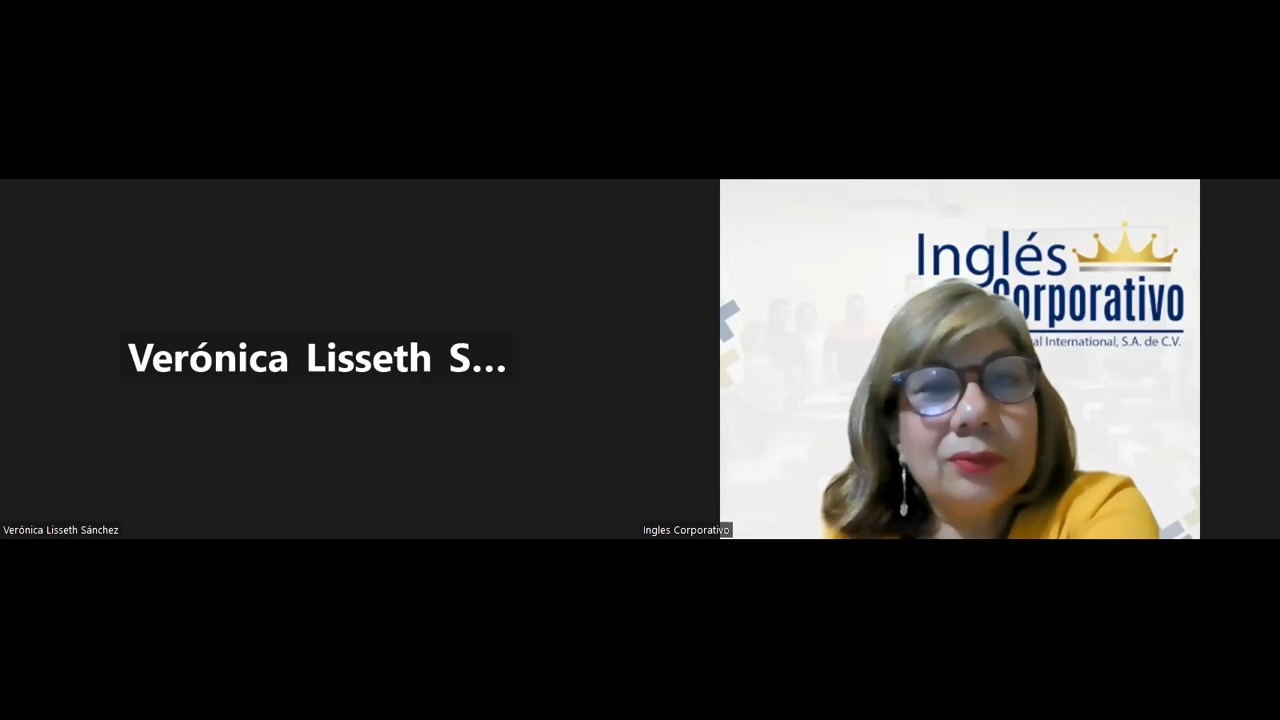 Verónica Lisseth S...
Verónica Lisseth Sánchez
Inglés
Corporativo
al International, S.A. de C.V.
Ingles Corporativo